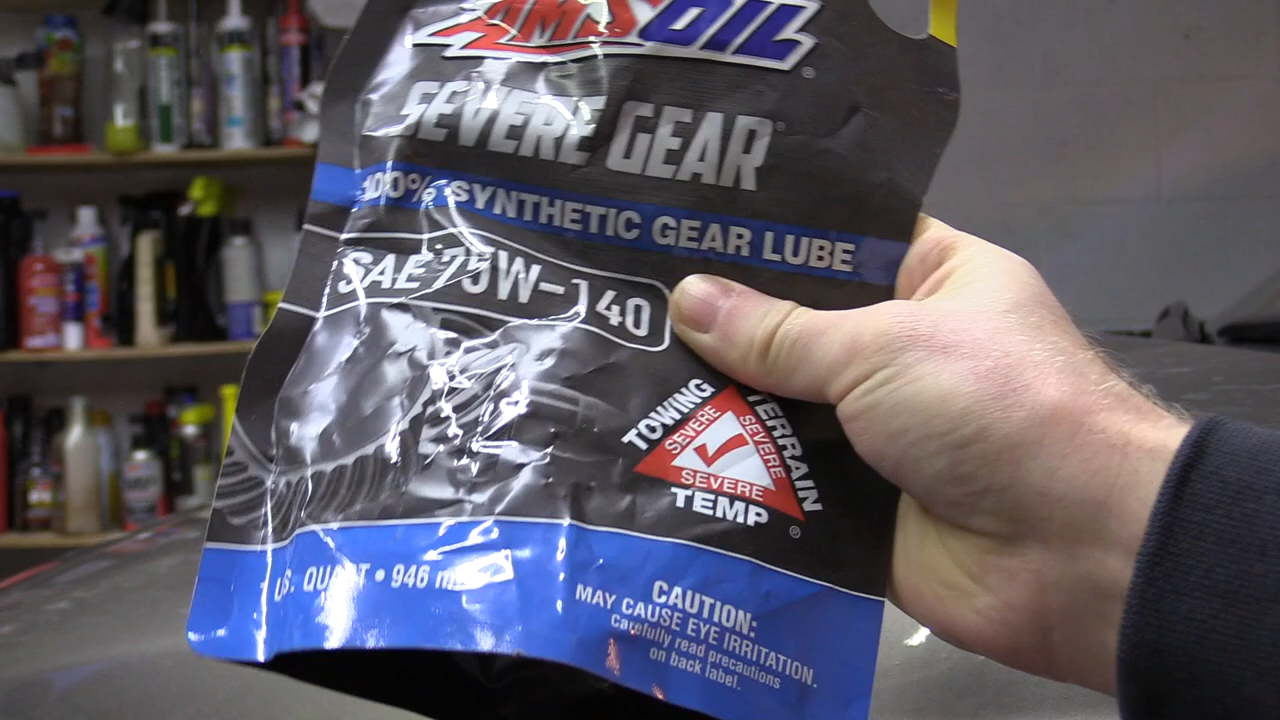 AMSOIL®
SEVERE GEAR®
100% SYNTHETIC GEAR LUBE
SAE 75W-140
TOWING
TERRAIN
SEVERE
SEVERE
SEVERE
TEMP
®
U.S. QUART • 946 m
CAUTION:
MAY CAUSE EYE IRRITATION.
Carefully read precautions
on back label.